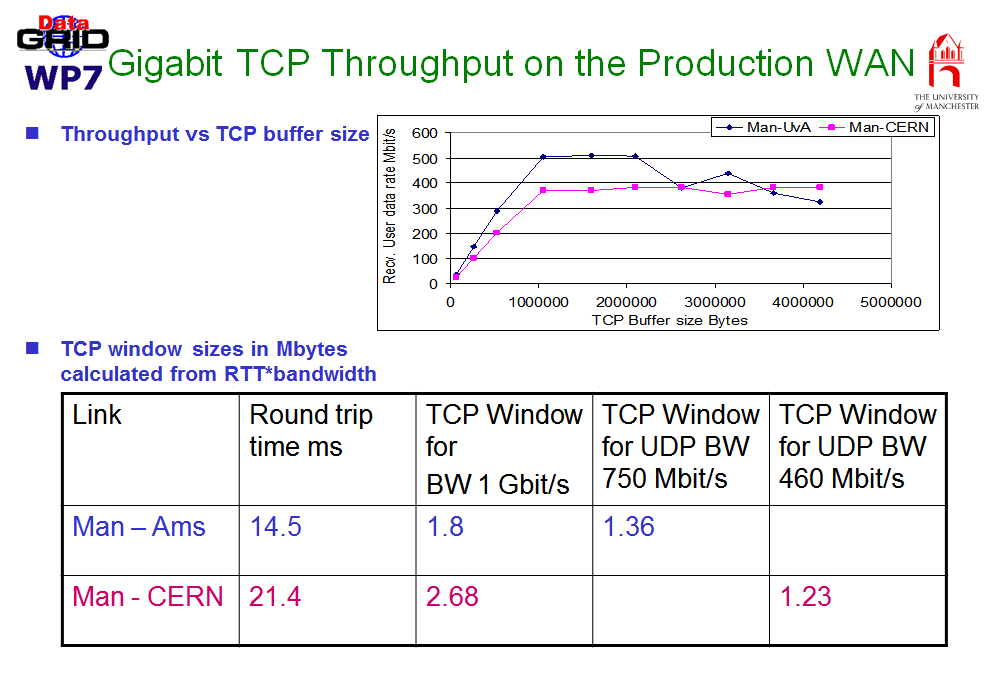 Data
GRID
WP7
Gigabit TCP Throughput on the Production WAN
THE UNIVERSITY
of MANCHESTER
Throughput vs TCP buffer size
Recv. User data rate Mbit/s
600
500
400
300
200
100
0
Man-UvA
Man-CERN
0 1000000 2000000 3000000 4000000 5000000
TCP Buffer size Bytes
TCP window sizes in Mbytes
calculated from RTT*bandwidth
Link
Round trip
time ms
TCP Window
for
BW 1 Gbit/s
TCP Window
for UDP BW
750 Mbit/s
TCP Window
for UDP BW
460 Mbit/s
Man – Ams 14.5 1.8 1.36
Man - CERN 21.4 2.68 1.23